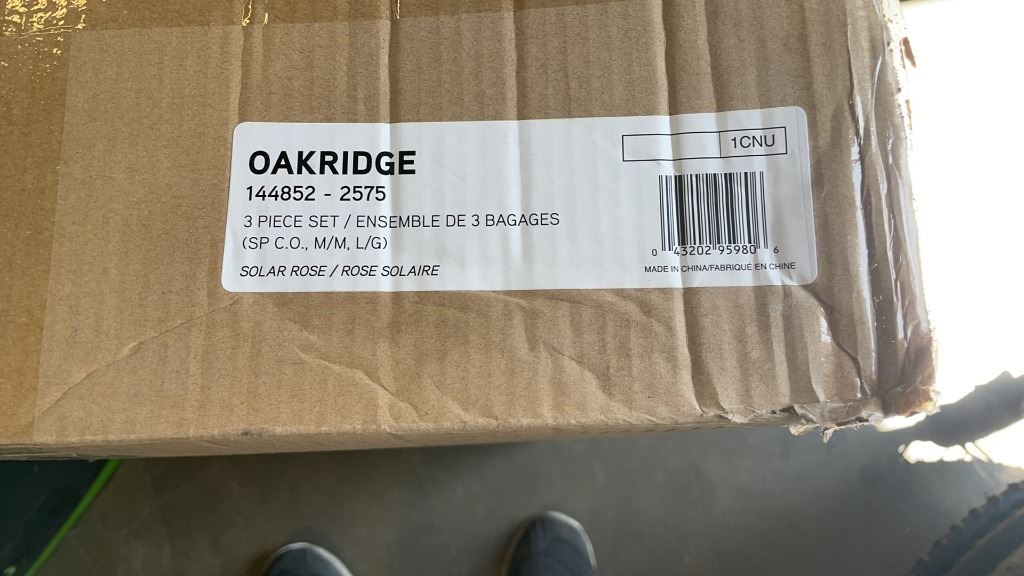 OAKRIDGE
144852 - 2575
3 PIECE SET / ENSEMBLE DE 3 BAGAGES
(SP C.O., M/M, L/G)
SOLAR ROSE / ROSE SOLAIRE
1CNU
0 43202 95980 6
MADE IN CHINA/FABRIQUÉ EN CHINE